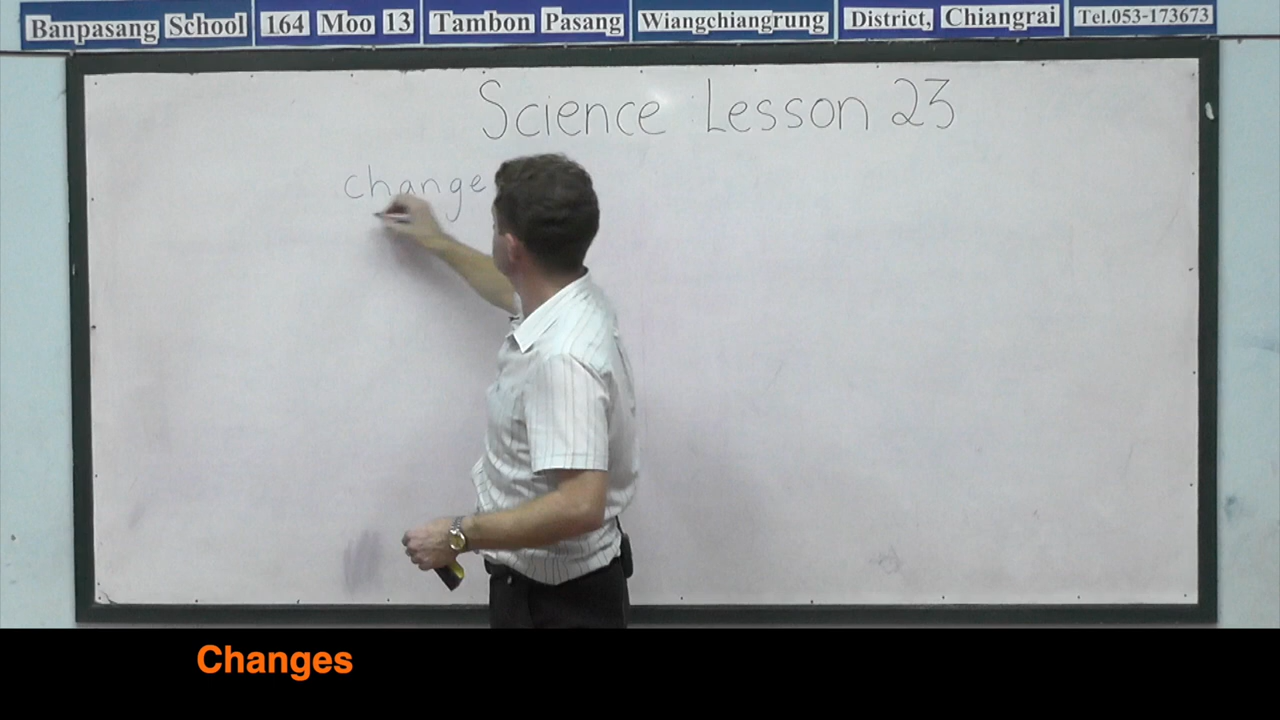 Banpasang School 164 Moo 13 Tambon Pasang Wiangchiangrung District, Chiangrai Tel.053-173673
Science Lesson 23
change
Changes